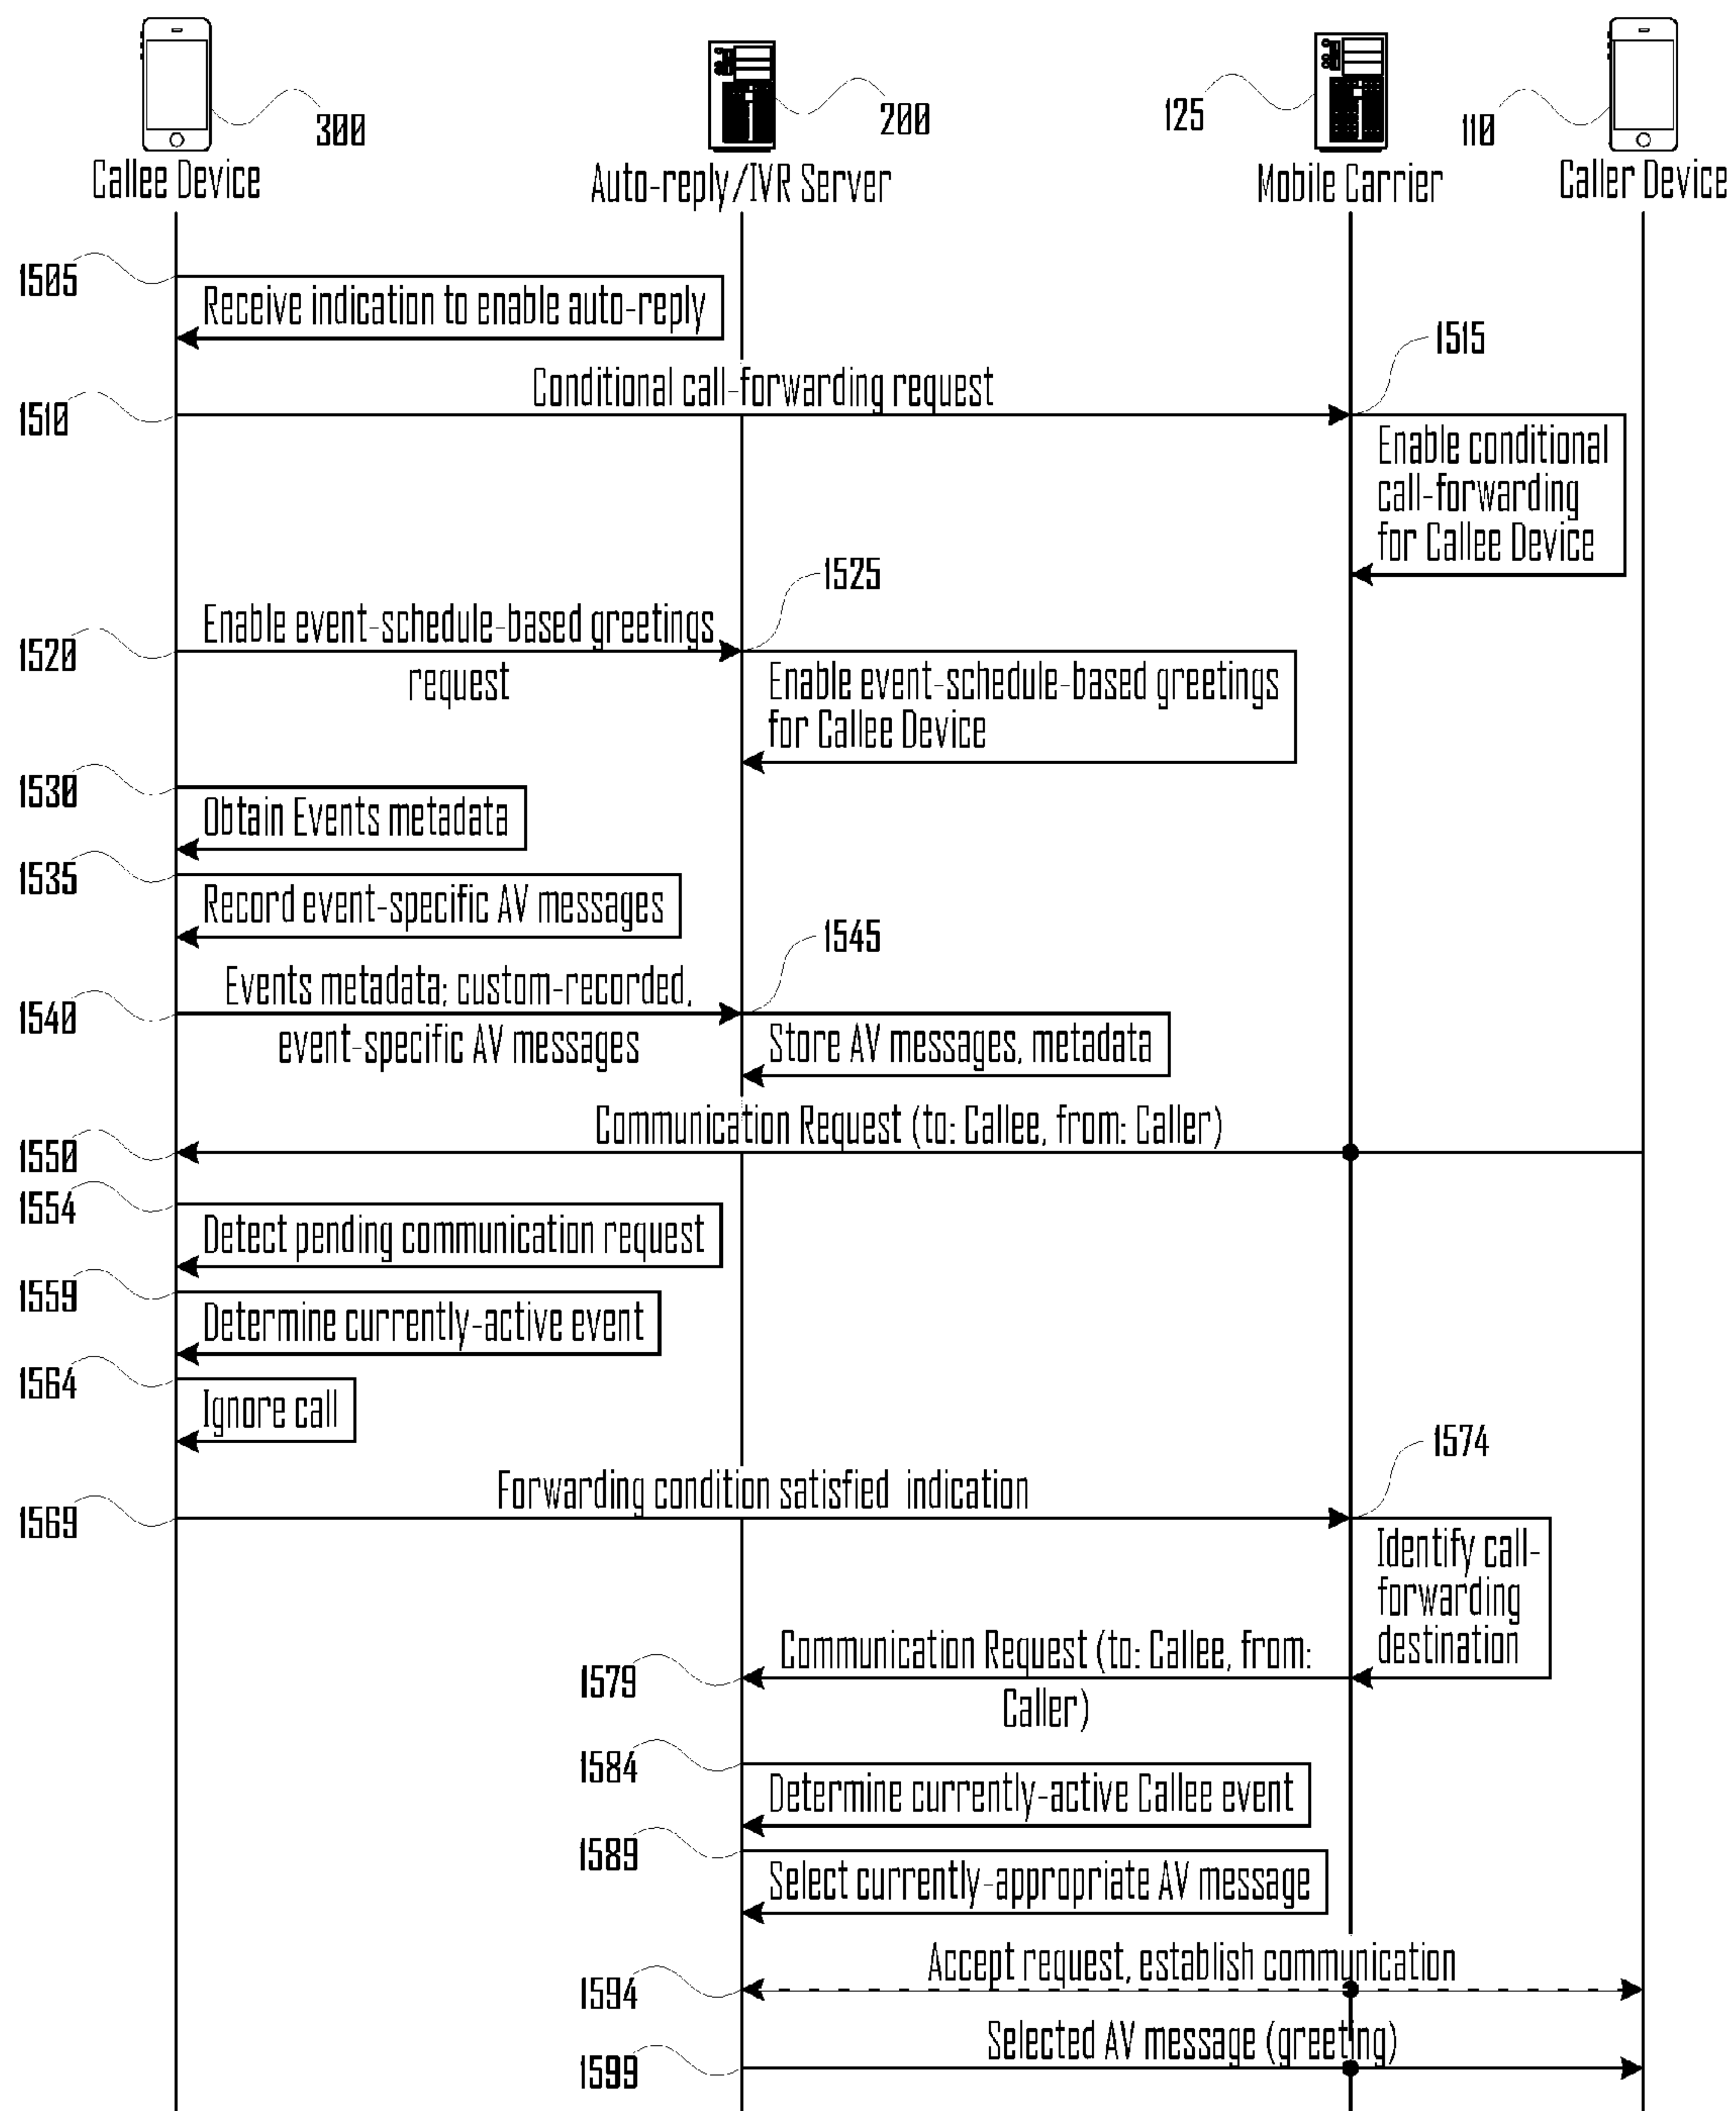 300
200
125
110
Callee Device
Auto-reply/IVR Server
Mobile Carrier
Caller Device
1505
Receive indication to enable auto-reply
1515
Conditional call-forwarding request
1510
Enable conditional
call-forwarding
for Callee Device
1525
Enable event-schedule-based greetings
request
1520
Enable event-schedule-based greetings
for Callee Device
1530
Obtain Events metadata
1535
Record event-specific AV messages
1545
Events metadata; custom-recorded,
event-specific AV messages
1540
Store AV messages, metadata
Communication Request (to: Callee, from: Caller)
1550
1554
Detect pending communication request
1559
Determine currently-active event
1564
Ignore call
1574
Forwarding condition satisfied indication
1569
Identify call-
forwarding
destination
Communication Request (to: Callee, from:
Caller)
1579
1584
Determine currently-active Callee event
1589
Select currently-appropriate AV message
Accept request, establish communication
1594
Selected AV message (greeting)
1599